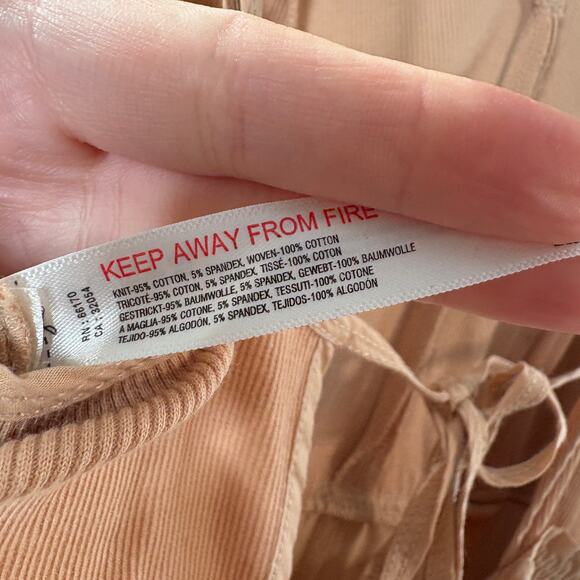 KEEP AWAY FROM FIRE
KNIT-95% COTTON, 5% SPANDEX, WOVEN-100% COTTON
TRICOTÉ-95% COTON, 5% SPANDEX, TISSÉ-100% COTON
GESTRICKT-95% BAUMWOLLE, 5% SPANDEX, GEWEBT-100% BAUMWOLLE
A MAGLIA-95% COTONE, 5% SPANDEX, TESSUTI-100% COTONE
TEJIDO-95% ALGODÓN, 5% SPANDEX, TEJIDOS-100% ALGODÓN
RN: 66170
CA: 32054